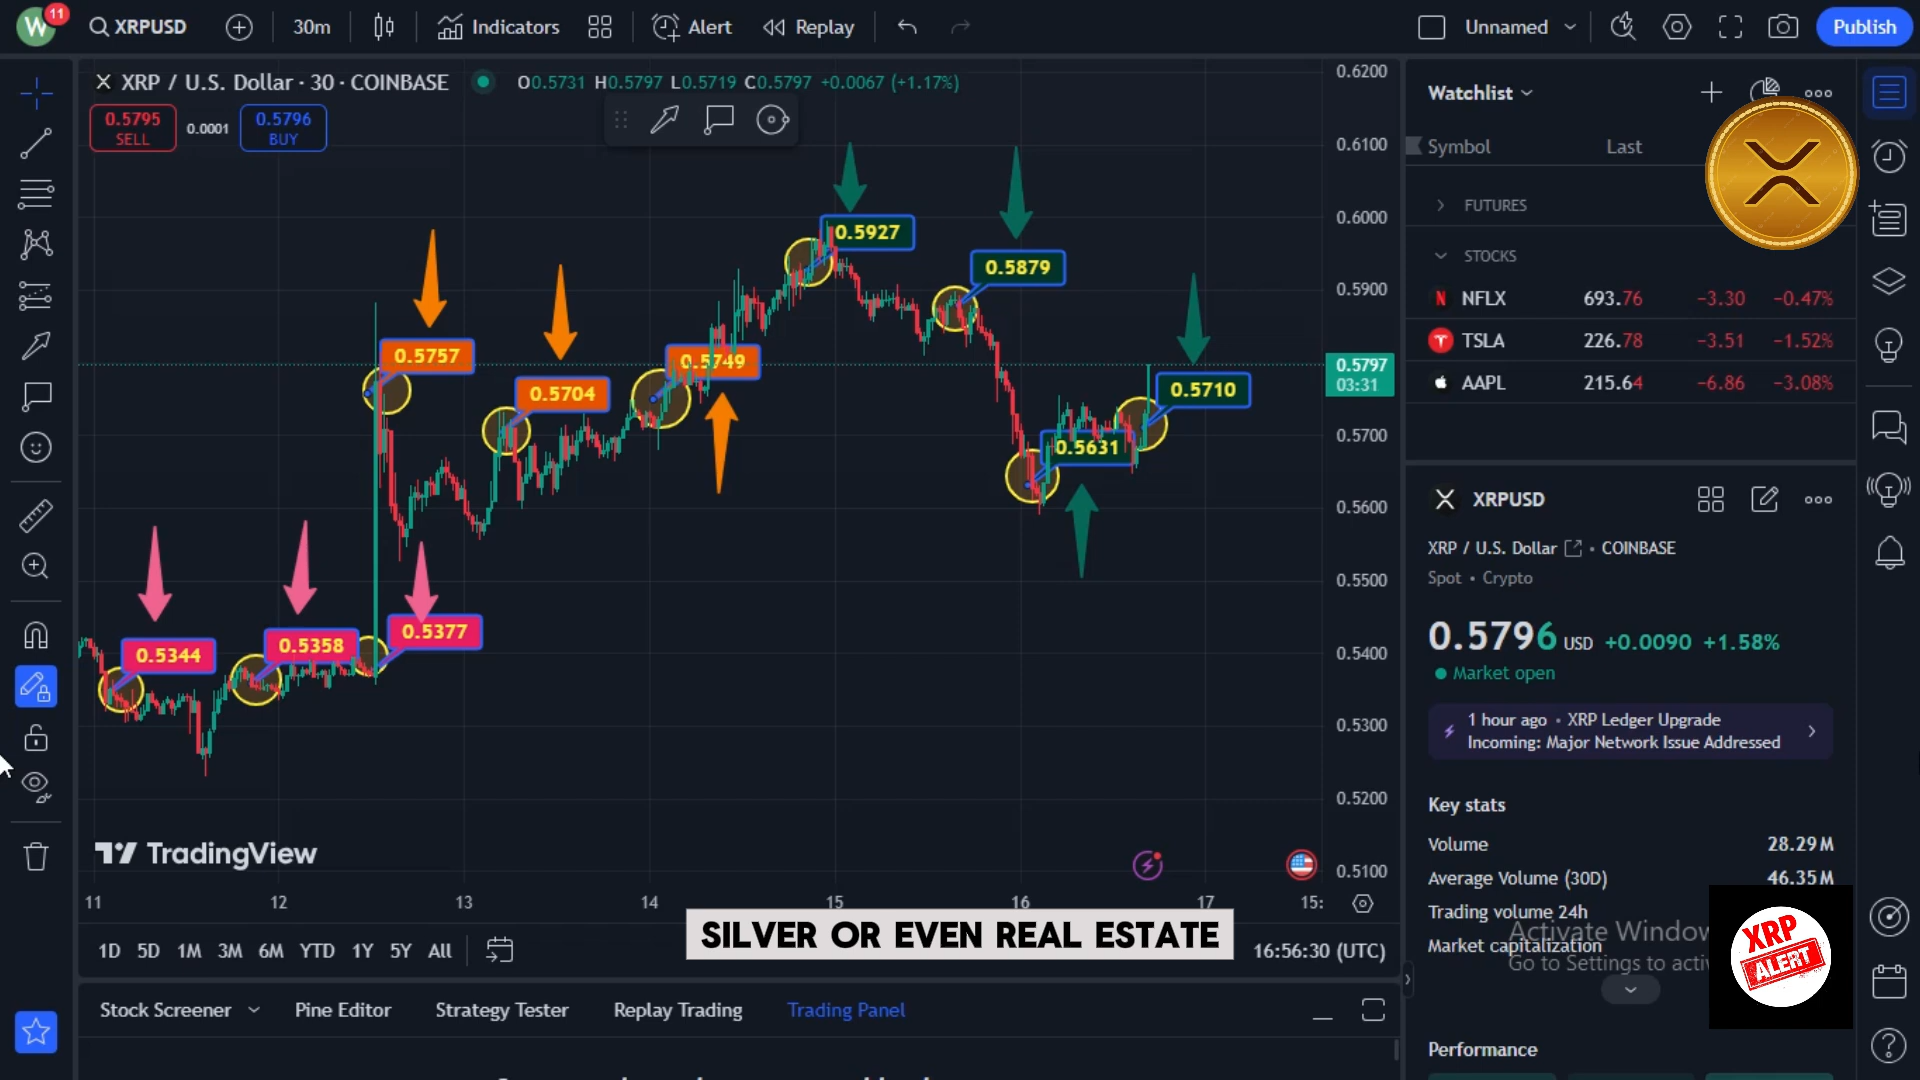 W 11 XRPUSD 30m Indicators Alert Replay Unnamed Publish
XRP / U.S. Dollar · 30 · COINBASE O0.5731 H0.5797 L0.5719 C0.5797 +0.0067 (+1.17%)
0.5795 SELL
0.0001
0.5796 BUY
0.5927
0.5879
0.5757
0.5704
0.5749
0.5710
0.5631
0.5344
0.5358
0.5377
0.6200
0.6100
0.6000
0.5900
0.5797
03:31
0.5700
0.5600
0.5500
0.5400
0.5300
0.5200
0.5100
TradingView
11 12 13 14 15 16 17 15:
SILVER OR EVEN REAL ESTATE
1D 5D 1M 3M 6M YTD 1Y 5Y All 16:56:30 (UTC)
Stock Screener Pine Editor Strategy Tester Replay Trading Trading Panel
Watchlist
Symbol Last
FUTURES
STOCKS
NFLX 693.76 −3.30 −0.47%
TSLA 226.78 −3.51 −1.52%
AAPL 215.64 −6.86 −3.08%
XRPUSD
XRP / U.S. Dollar • COINBASE
Spot • Crypto
0.5796 USD +0.0090 +1.58%
Market open
1 hour ago • XRP Ledger Upgrade
Incoming: Major Network Issue Addressed
Key stats
Volume 28.29M
Average Volume (30D) 46.35M
Trading volume 24h
Market capitalization
Activate Window
Go to Settings to activ
XRP
ALERT
Performance